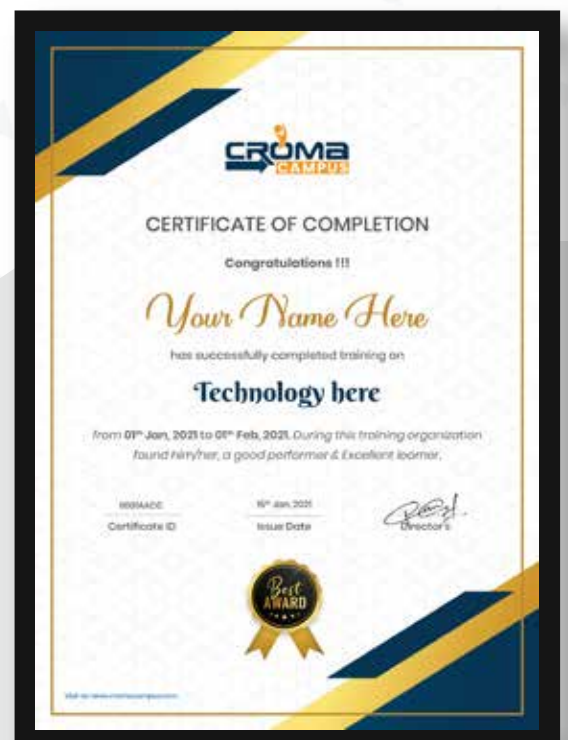 CROMA
CAMPUS
CERTIFICATE OF COMPLETION
Congratulations !!!
Your Name Here
has successfully completed training on
Technology here
from 01st Jan, 2021 to 01st Feb, 2021. During this training organization
found him/her, a good performer & Excellent learner.
15th Jan, 2021
Certificate ID
Issue Date
Director's
Best
AWARD